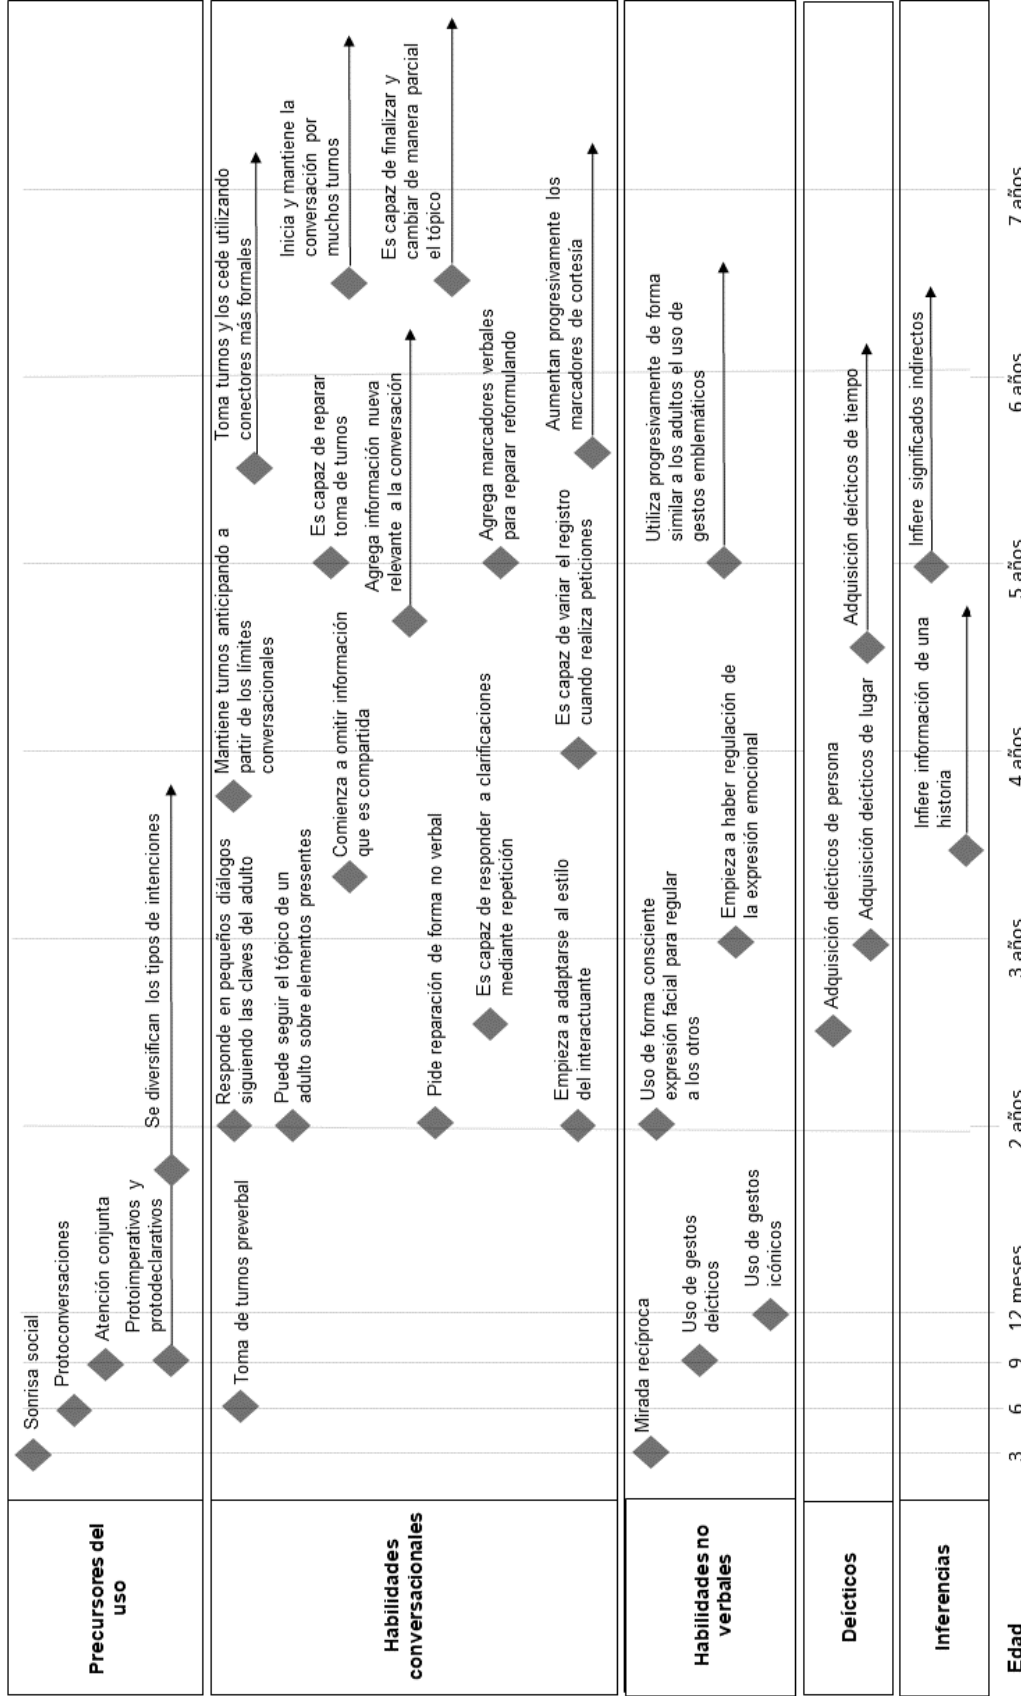 Precursores del
uso
Sonrisa social
Protoconversaciones
Atención conjunta
Protoimperativos y
protodeclarativos
Se diversifican los tipos de intenciones
Habilidades
conversacionales
Toma de turnos preverbal
Responde en pequeños diálogos
siguiendo las claves del adulto
Puede seguir el tópico de un
adulto sobre elementos presentes
Pide reparación de forma no verbal
Es capaz de responder a clarificaciones
mediante repetición
Empieza a adaptarse al estilo
del interactuante
Mantiene turnos anticipando a
partir de los límites
conversacionales
Comienza a omitir información
que es compartida
Es capaz de variar el registro
cuando realiza peticiones
Es capaz de reparar
toma de turnos
Agrega información nueva
relevante a la conversación
Agrega marcadores verbales
para reparar reformulando
Toma turnos y los cede utilizando
conectores más formales
Inicia y mantiene la
conversación por
muchos turnos
Es capaz de finalizar y
cambiar de manera parcial
el tópico
Aumentan progresivamente los
marcadores de cortesía
Habilidades no
verbales
Mirada recíproca
Uso de gestos
deícticos
Uso de gestos
icónicos
Uso de forma consciente
expresión facial para regular
a los otros
Empieza a haber regulación de
la expresión emocional
Utiliza progresivamente de forma
similar a los adultos el uso de
gestos emblemáticos
Deícticos
Adquisición deícticos de persona
Adquisición deícticos de lugar
Adquisición deícticos de tiempo
Inferencias
Infiere información de una
historia
Infiere significados indirectos
Edad
3
6
9
12 meses
2 años
3 años
4 años
5 años
6 años
7 años